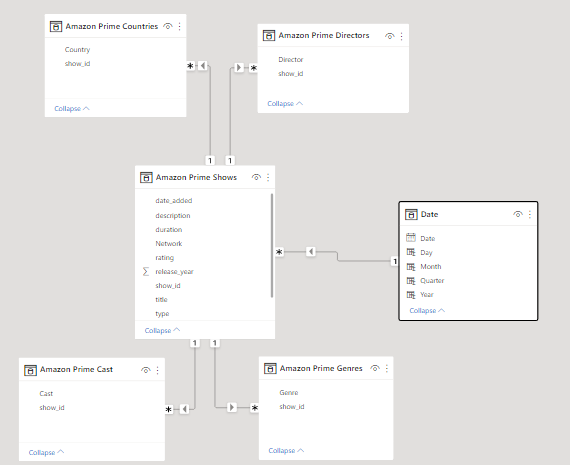 Amazon Prime Countries
Country
show_id
Collapse
*
1
Amazon Prime Directors
Director
show_id
Collapse
*
1
Amazon Prime Shows
date_added
description
duration
Network
rating
release_year
show_id
title
type
Collapse
*
1
Date
Date
Day
Month
Quarter
Year
Collapse
1
1
Amazon Prime Cast
Cast
show_id
Collapse
*
Amazon Prime Genres
Genre
show_id
Collapse
*